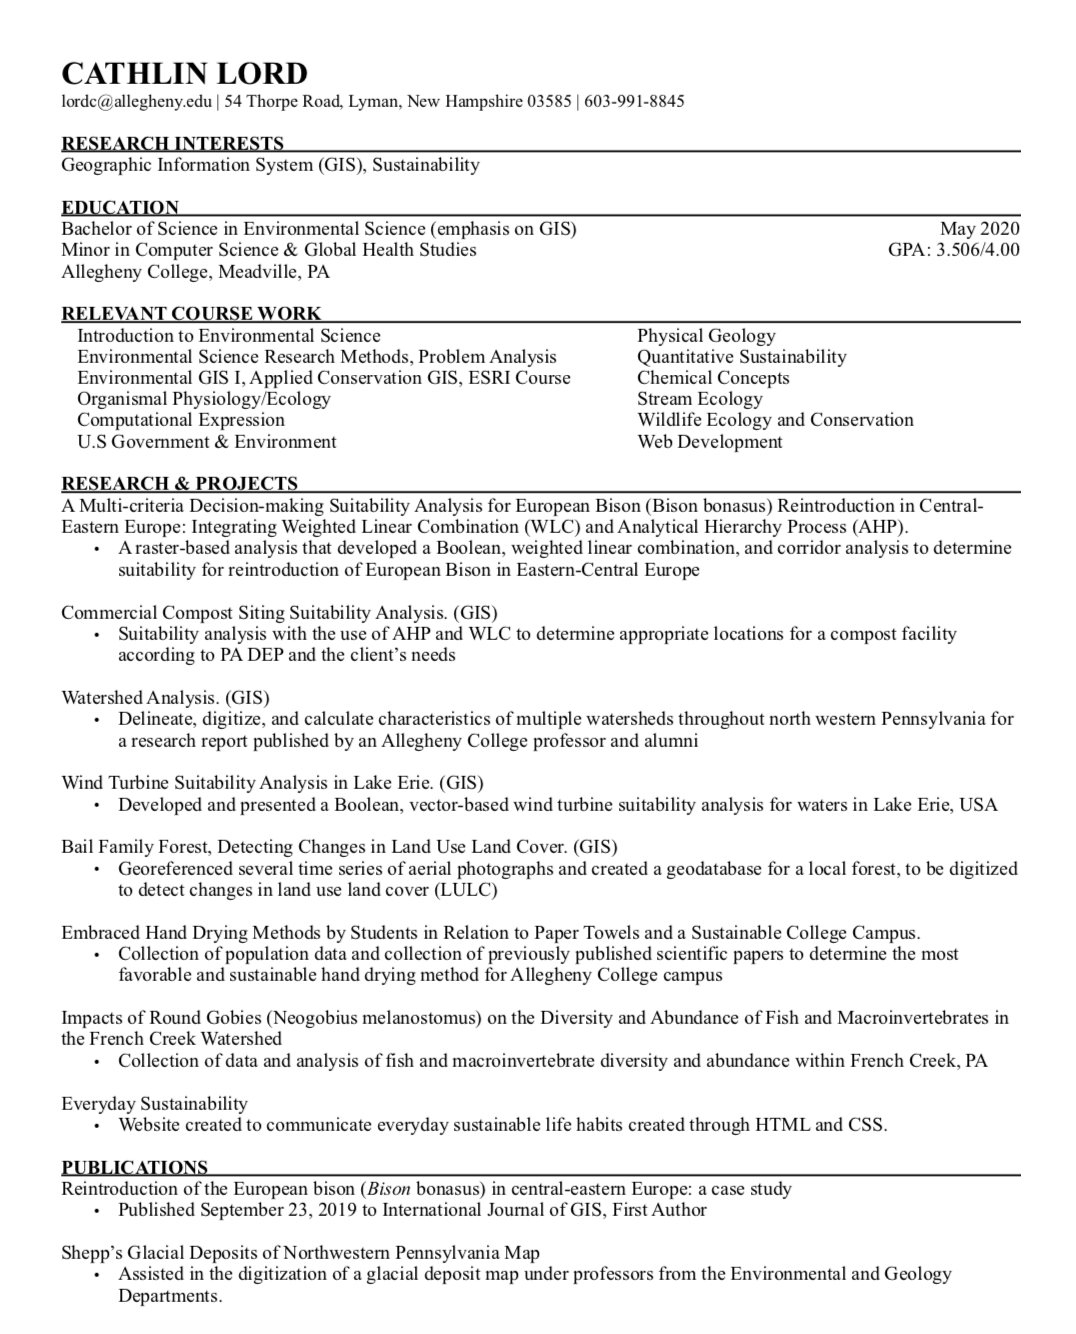 CATHLIN LORD
lordc@allegheny.edu | 54 Thorpe Road, Lyman, New Hampshire 03585 | 603-991-8845
RESEARCH INTERESTS
Geographic Information System (GIS), Sustainability
EDUCATION
Bachelor of Science in Environmental Science (emphasis on GIS) May 2020
Minor in Computer Science & Global Health Studies GPA: 3.506/4.00
Allegheny College, Meadville, PA
RELEVANT COURSE WORK
Introduction to Environmental Science Physical Geology
Environmental Science Research Methods, Problem Analysis Quantitative Sustainability
Environmental GIS I, Applied Conservation GIS, ESRI Course Chemical Concepts
Organismal Physiology/Ecology Stream Ecology
Computational Expression Wildlife Ecology and Conservation
U.S Government & Environment Web Development
RESEARCH & PROJECTS
A Multi-criteria Decision-making Suitability Analysis for European Bison (Bison bonasus) Reintroduction in Central-
Eastern Europe: Integrating Weighted Linear Combination (WLC) and Analytical Hierarchy Process (AHP).
• A raster-based analysis that developed a Boolean, weighted linear combination, and corridor analysis to determine
suitability for reintroduction of European Bison in Eastern-Central Europe
Commercial Compost Siting Suitability Analysis. (GIS)
• Suitability analysis with the use of AHP and WLC to determine appropriate locations for a compost facility
according to PA DEP and the client’s needs
Watershed Analysis. (GIS)
• Delineate, digitize, and calculate characteristics of multiple watersheds throughout north western Pennsylvania for
a research report published by an Allegheny College professor and alumni
Wind Turbine Suitability Analysis in Lake Erie. (GIS)
• Developed and presented a Boolean, vector-based wind turbine suitability analysis for waters in Lake Erie, USA
Bail Family Forest, Detecting Changes in Land Use Land Cover. (GIS)
• Georeferenced several time series of aerial photographs and created a geodatabase for a local forest, to be digitized
to detect changes in land use land cover (LULC)
Embraced Hand Drying Methods by Students in Relation to Paper Towels and a Sustainable College Campus.
• Collection of population data and collection of previously published scientific papers to determine the most
favorable and sustainable hand drying method for Allegheny College campus
Impacts of Round Gobies (Neogobius melanostomus) on the Diversity and Abundance of Fish and Macroinvertebrates in
the French Creek Watershed
• Collection of data and analysis of fish and macroinvertebrate diversity and abundance within French Creek, PA
Everyday Sustainability
• Website created to communicate everyday sustainable life habits created through HTML and CSS.
PUBLICATIONS
Reintroduction of the European bison (Bison bonasus) in central-eastern Europe: a case study
• Published September 23, 2019 to International Journal of GIS, First Author
Shepp’s Glacial Deposits of Northwestern Pennsylvania Map
• Assisted in the digitization of a glacial deposit map under professors from the Environmental and Geology
Departments.